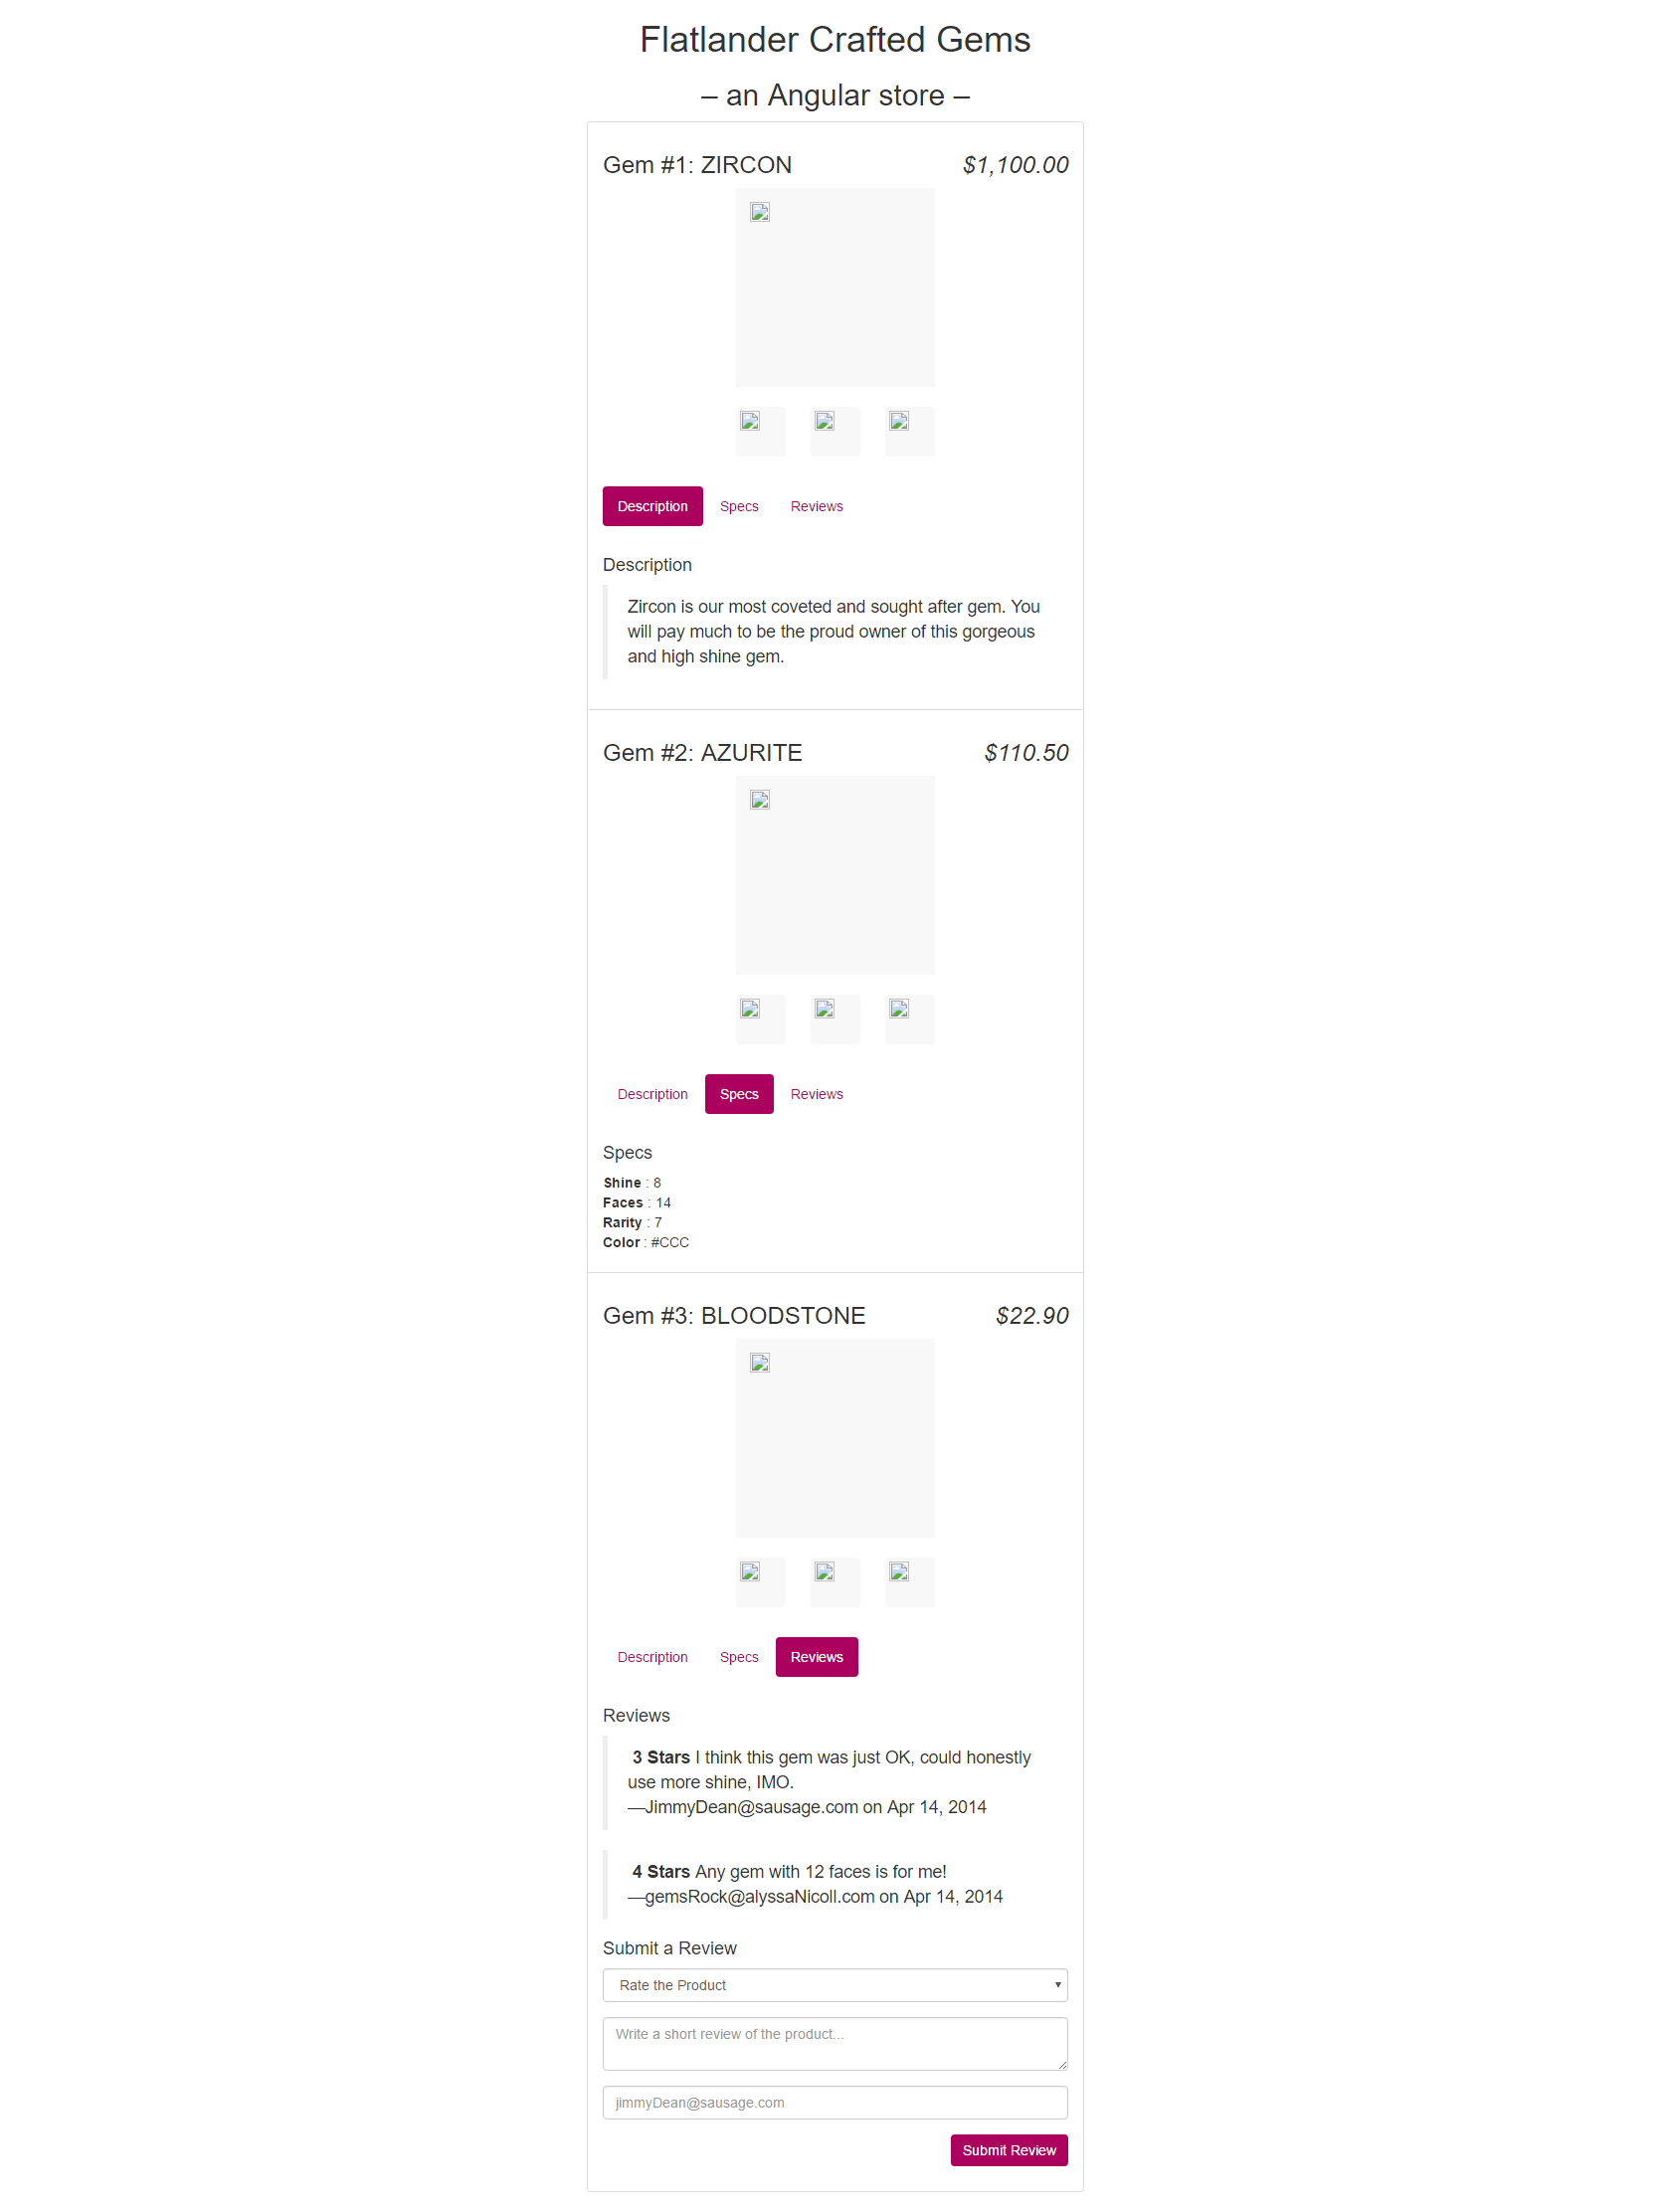 Flatlander Crafted Gems
– an Angular store –
Gem #1: ZIRCON $1,100.00
Description Specs Reviews
Description
Zircon is our most coveted and sought after gem. You
will pay much to be the proud owner of this gorgeous
and high shine gem.
Gem #2: AZURITE $110.50
Description Specs Reviews
Specs
Shine : 8
Faces : 14
Rarity : 7
Color : #CCC
Gem #3: BLOODSTONE $22.90
Description Specs Reviews
Reviews
3 Stars I think this gem was just OK, could honestly
use more shine, IMO.
—JimmyDean@sausage.com on Apr 14, 2014
4 Stars Any gem with 12 faces is for me!
—gemsRock@alyssaNicoll.com on Apr 14, 2014
Submit a Review
Rate the Product
Write a short review of the product...
jimmyDean@sausage.com
Submit Review